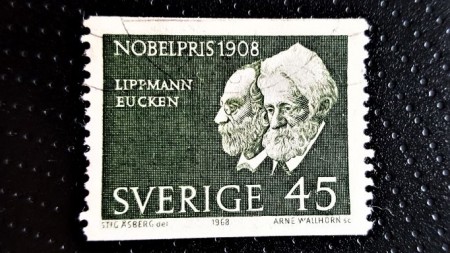 NOBELPRIS 1908
LIPPMANN
EUCKEN
SVERIGE 45
STIG ÅSBERG del. 1968 ARNE WALLHORN sc.